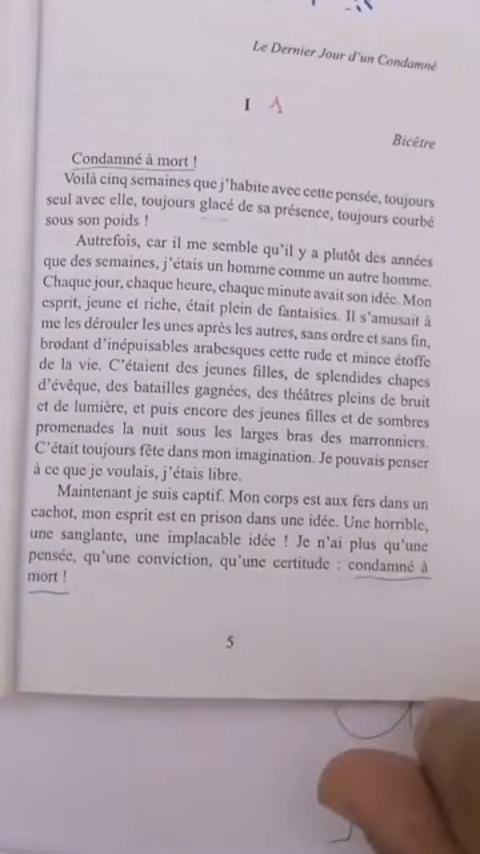 Le Dernier Jour d'un Condamné
I 1
Bicêtre
Condamné à mort !
Voilà cinq semaines que j'habite avec cette pensée, toujours
seul avec elle, toujours glacé de sa présence, toujours courbé
sous son poids !
Autrefois, car il me semble qu'il y a plutôt des années
que des semaines, j'étais un homme comme un autre homme.
Chaque jour, chaque heure, chaque minute avait son idée. Mon
esprit, jeune et riche, était plein de fantaisies. Il s'amusait à
me les dérouler les unes après les autres, sans ordre et sans fin,
brodant d'inépuisables arabesques cette rude et mince étoffe
de la vie. C'étaient des jeunes filles, de splendides chapes
d'évêque, des batailles gagnées, des théâtres pleins de bruit
et de lumière, et puis encore des jeunes filles et de sombres
promenades la nuit sous les larges bras des marronniers.
C'était toujours fête dans mon imagination. Je pouvais penser
à ce que je voulais, j'étais libre.
Maintenant je suis captif. Mon corps est aux fers dans un
cachot, mon esprit est en prison dans une idée. Une horrible,
une sanglante, une implacable idée ! Je n'ai plus qu'une
pensée, qu'une conviction, qu'une certitude : condamné à
mort !
5